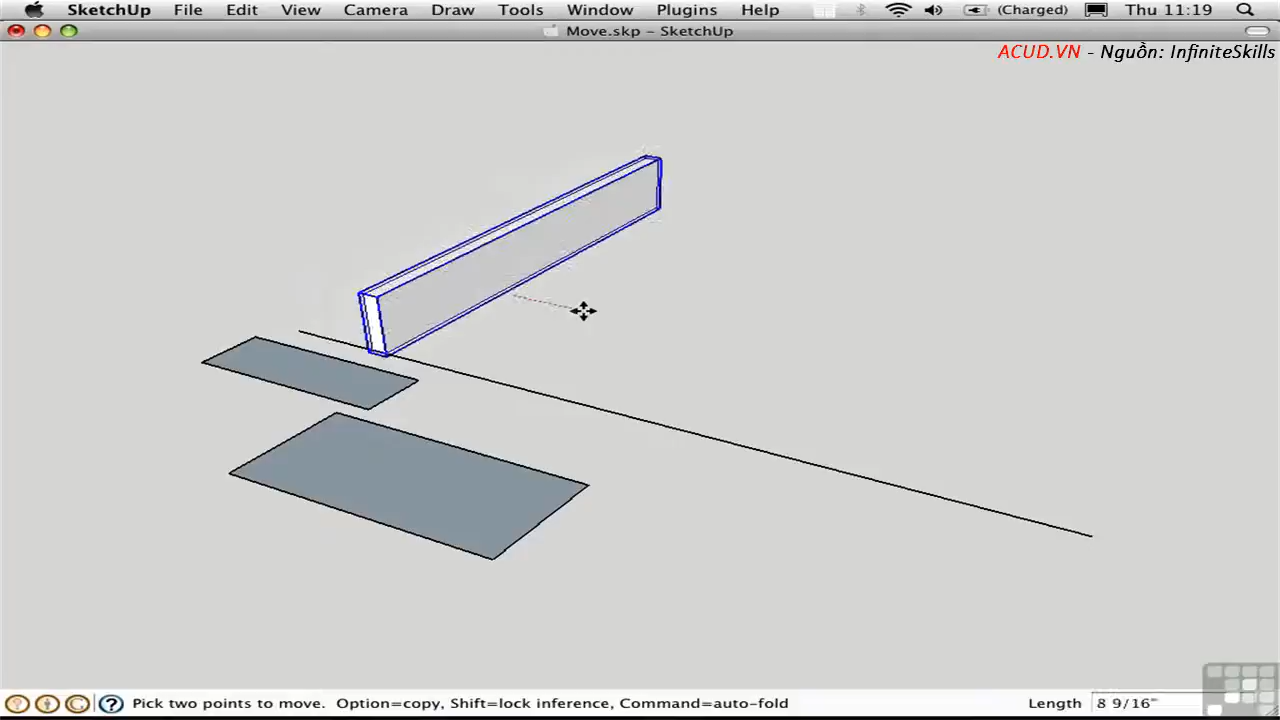 SketchUp File Edit View Camera Draw Tools Window Plugins Help (Charged) Thu 11:19
Move.skp – SketchUp
ACUD.VN - Nguồn: InfiniteSkills
Pick two points to move. Option=copy, Shift=lock inference, Command=auto-fold Length 8 9/16"